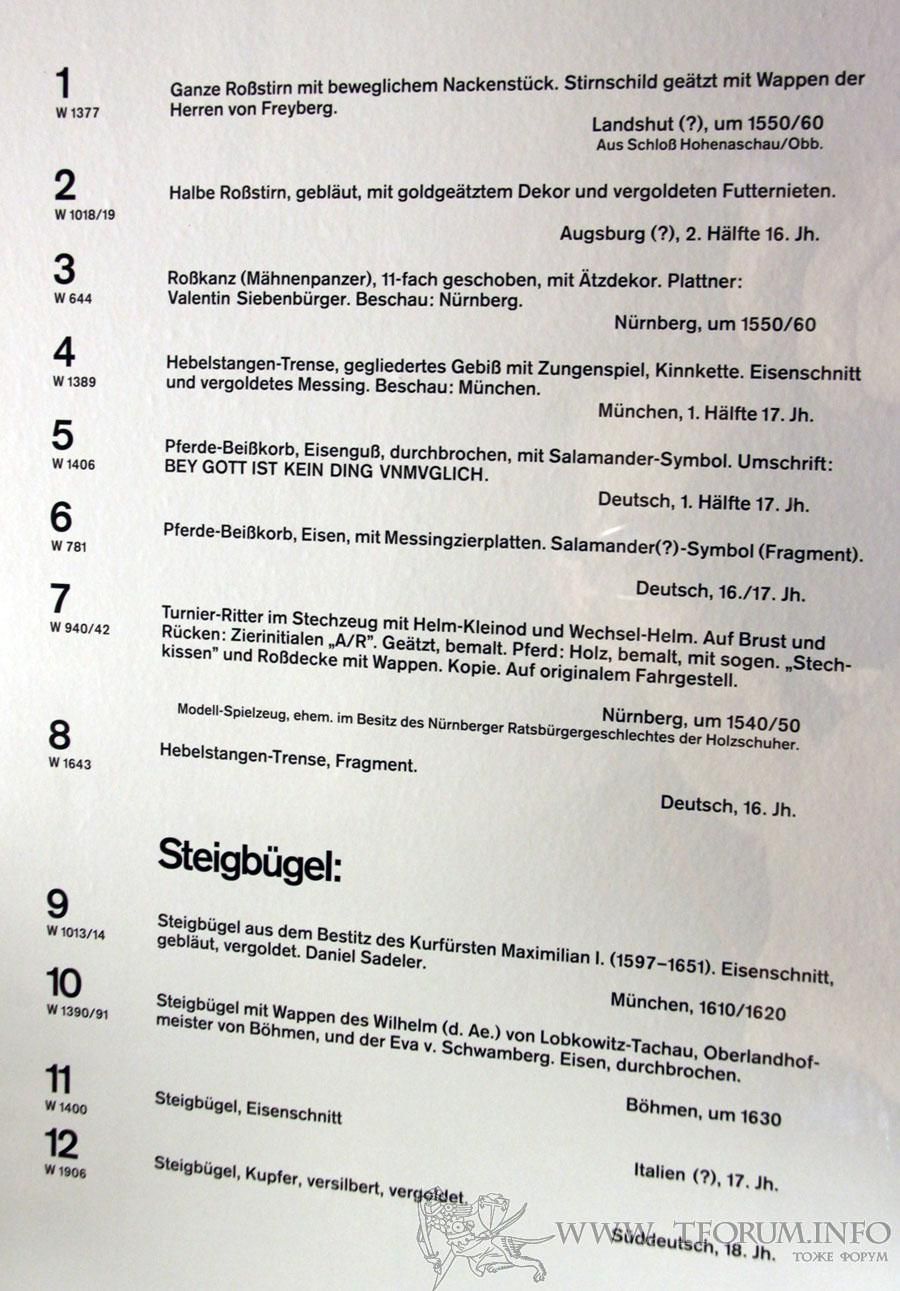 1
W 1377
Ganze Roßstirn mit beweglichem Nackenstück. Stirnschild geätzt mit Wappen der
Herren von Freyberg.
Landshut (?), um 1550/60
Aus Schloß Hohenaschau/Obb.
2
W 1018/19
Halbe Roßstirn, gebläut, mit goldgeätztem Dekor und vergoldeten Futternieten.
Augsburg (?), 2. Hälfte 16. Jh.
3
W 644
Roßkanz (Mähnenpanzer), 11-fach geschoben, mit Ätzdekor. Plattner:
Valentin Siebenbürger. Beschau: Nürnberg.
Nürnberg, um 1550/60
4
W 1389
Hebelstangen-Trense, gegliedertes Gebiß mit Zungenspiel, Kinnkette. Eisenschnitt
und vergoldetes Messing. Beschau: München.
München, 1. Hälfte 17. Jh.
5
W 1406
Pferde-Beißkorb, Eisenguß, durchbrochen, mit Salamander-Symbol. Umschrift:
BEY GOTT IST KEIN DING VNMVGLICH.
Deutsch, 1. Hälfte 17. Jh.
6
W 781
Pferde-Beißkorb, Eisen, mit Messingzierplatten. Salamander(?)-Symbol (Fragment).
Deutsch, 16./17. Jh.
7
W 940/42
Turnier-Ritter im Stechzeug mit Helm-Kleinod und Wechsel-Helm. Auf Brust und
Rücken: Zierinitialen „A/R”. Geätzt, bemalt. Pferd: Holz, bemalt, mit sogen. „Stech-
kissen” und Roßdecke mit Wappen. Kopie. Auf originalem Fahrgestell.
Nürnberg, um 1540/50
Modell-Spielzeug, ehem. im Besitz des Nürnberger Ratsbürgergeschlechtes der Holzschuher.
8
W 1643
Hebelstangen-Trense, Fragment.
Deutsch, 16. Jh.
Steigbügel:
9
W 1013/14
Steigbügel aus dem Bestitz des Kurfürsten Maximilian I. (1597–1651). Eisenschnitt,
gebläut, vergoldet. Daniel Sadeler.
München, 1610/1620
10
W 1390/91
Steigbügel mit Wappen des Wilhelm (d. Ae.) von Lobkowitz-Tachau, Oberlandhof-
meister von Böhmen, und der Eva v. Schwamberg. Eisen, durchbrochen.
Böhmen, um 1630
11
W 1400
Steigbügel, Eisenschnitt
Italien (?), 17. Jh.
12
W 1906
Steigbügel, Kupfer, versilbert, vergoldet.
Süddeutsch, 18. Jh.
WWW.TFORUM.INFO
ТОЖЕ ФОРУМ